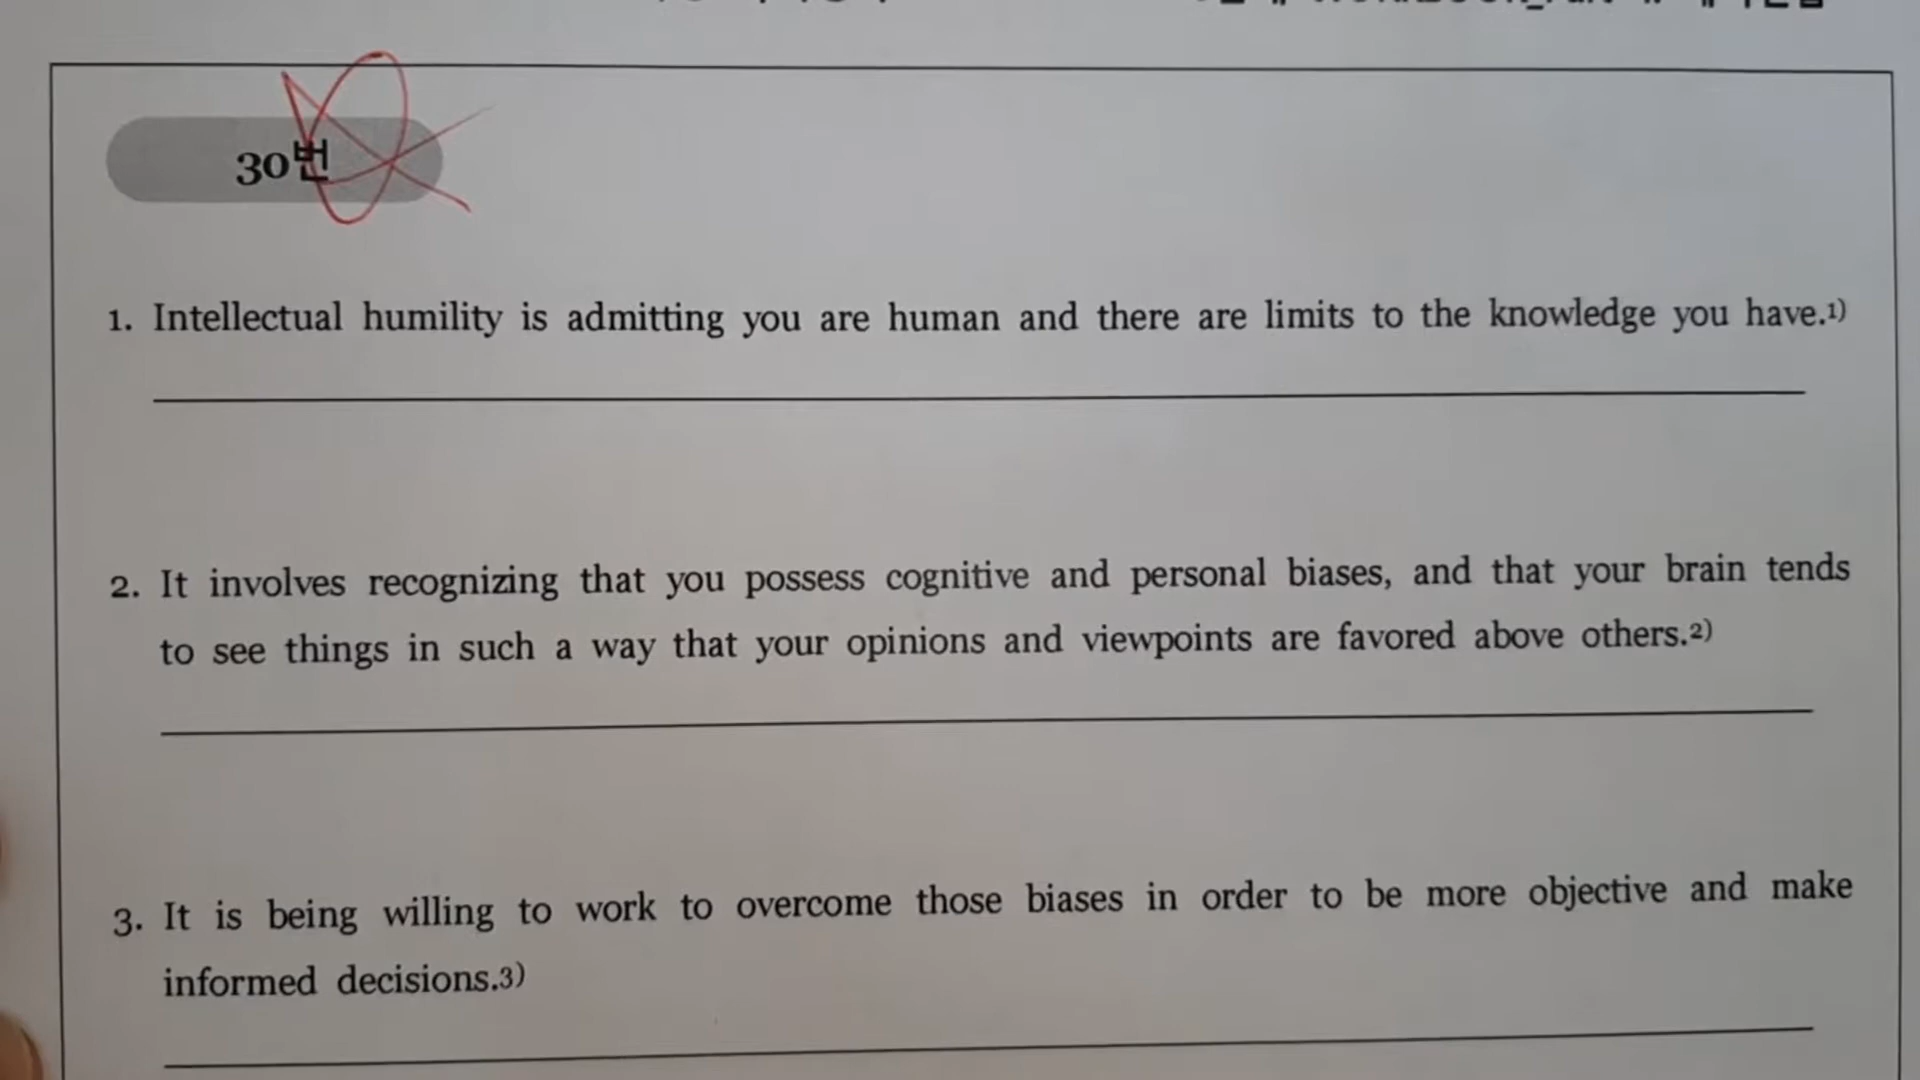 30번
1. Intellectual humility is admitting you are human and there are limits to the knowledge you have.1)
2. It involves recognizing that you possess cognitive and personal biases, and that your brain tends
to see things in such a way that your opinions and viewpoints are favored above others.2)
3. It is being willing to work to overcome those biases in order to be more objective and make
informed decisions.3)